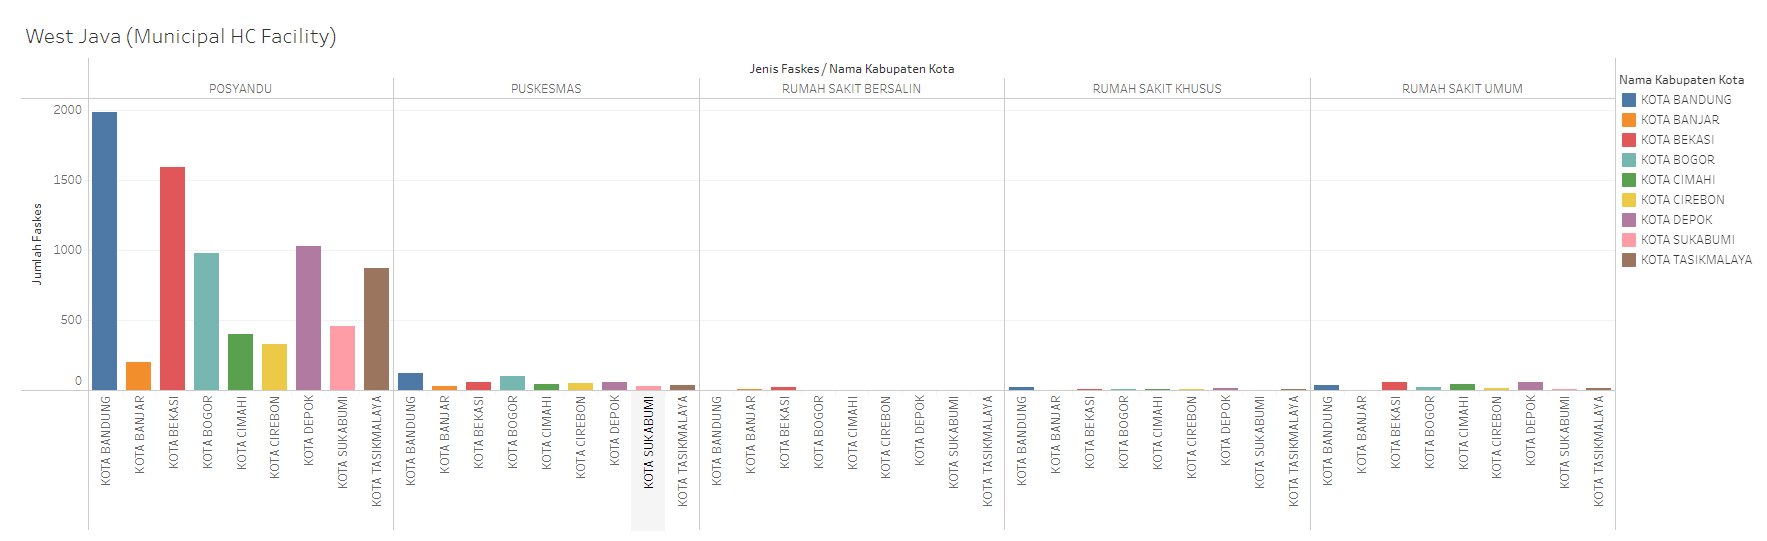 West Java (Municipal HC Facility)
Jenis Faskes / Nama Kabupaten Kota
POSYANDU
PUSKESMAS
RUMAH SAKIT BERSALIN
RUMAH SAKIT KHUSUS
RUMAH SAKIT UMUM
Jumlah Faskes
2000
1500
1000
500
0
KOTA BANDUNG
KOTA BANJAR
KOTA BEKASI
KOTA BOGOR
KOTA CIMAHI
KOTA CIREBON
KOTA DEPOK
KOTA SUKABUMI
KOTA TASIKMALAYA
KOTA BANDUNG
KOTA BANJAR
KOTA BEKASI
KOTA BOGOR
KOTA CIMAHI
KOTA CIREBON
KOTA DEPOK
KOTA SUKABUMI
KOTA TASIKMALAYA
KOTA BANDUNG
KOTA BANJAR
KOTA BEKASI
KOTA BOGOR
KOTA CIMAHI
KOTA CIREBON
KOTA DEPOK
KOTA SUKABUMI
KOTA TASIKMALAYA
KOTA BANDUNG
KOTA BANJAR
KOTA BEKASI
KOTA BOGOR
KOTA CIMAHI
KOTA CIREBON
KOTA DEPOK
KOTA SUKABUMI
KOTA TASIKMALAYA
KOTA BANDUNG
KOTA BANJAR
KOTA BEKASI
KOTA BOGOR
KOTA CIMAHI
KOTA CIREBON
KOTA DEPOK
KOTA SUKABUMI
KOTA TASIKMALAYA
Nama Kabupaten Kota
KOTA BANDUNG
KOTA BANJAR
KOTA BEKASI
KOTA BOGOR
KOTA CIMAHI
KOTA CIREBON
KOTA DEPOK
KOTA SUKABUMI
KOTA TASIKMALAYA